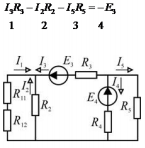 I₃R₃–I₂R₂–I₅R₅=–E₃
1 2 3 4
I₁ I₃ E₃ R₃ I₅
I₂ I₄
R₁₁ R₂ E₄ R₅
R₁₂ R₄